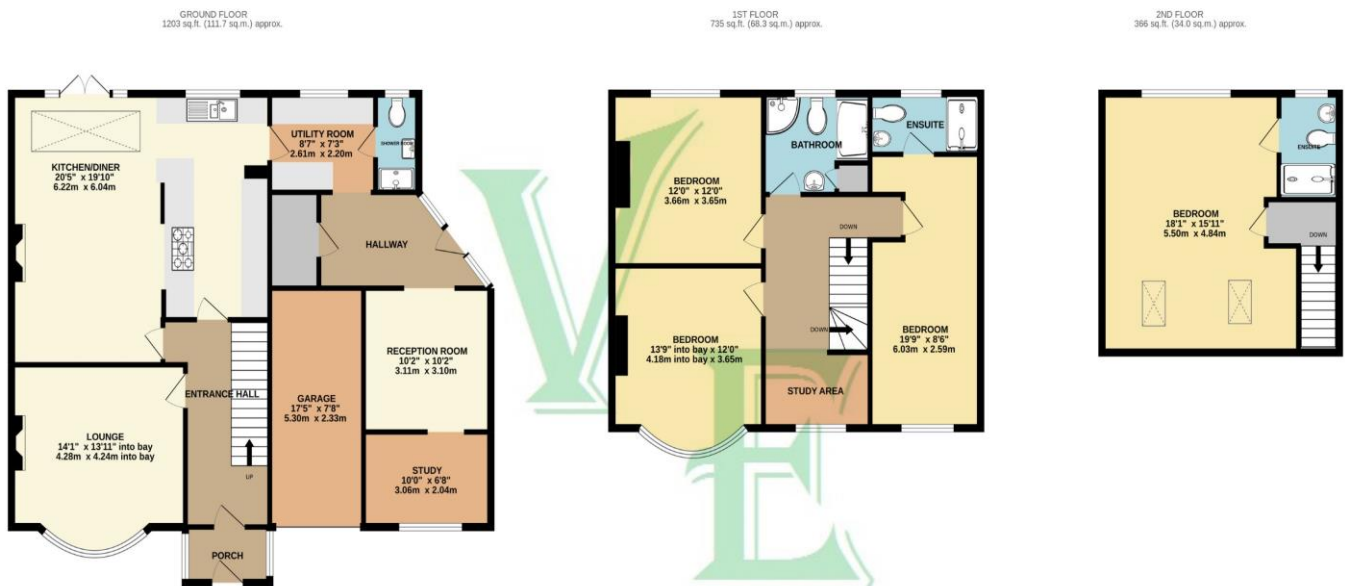 GROUND FLOOR
1203 sq.ft. (111.7 sq.m.) approx.
KITCHEN/DINER
20'5" x 19'10"
6.22m x 6.04m
UTILITY ROOM
8'7" x 7'3"
2.61m x 2.20m
SHOWER ROOM
HALLWAY
RECEPTION ROOM
10'2" x 10'2"
3.11m x 3.10m
ENTRANCE HALL
GARAGE
17'5" x 7'8"
5.30m x 2.33m
LOUNGE
14'1" x 13'11" into bay
4.28m x 4.24m into bay
UP
STUDY
10'0" x 6'8"
3.06m x 2.04m
PORCH
1ST FLOOR
735 sq.ft. (68.3 sq.m.) approx.
BATHROOM
ENSUITE
BEDROOM
12'0" x 12'0"
3.66m x 3.65m
DOWN
DOWN
BEDROOM
13'9" into bay x 12'0"
4.18m into bay x 3.65m
BEDROOM
19'9" x 8'6"
6.03m x 2.59m
STUDY AREA
VE
2ND FLOOR
366 sq.ft. (34.0 sq.m.) approx.
ENSUITE
BEDROOM
18'1" x 15'11"
5.50m x 4.84m
DOWN